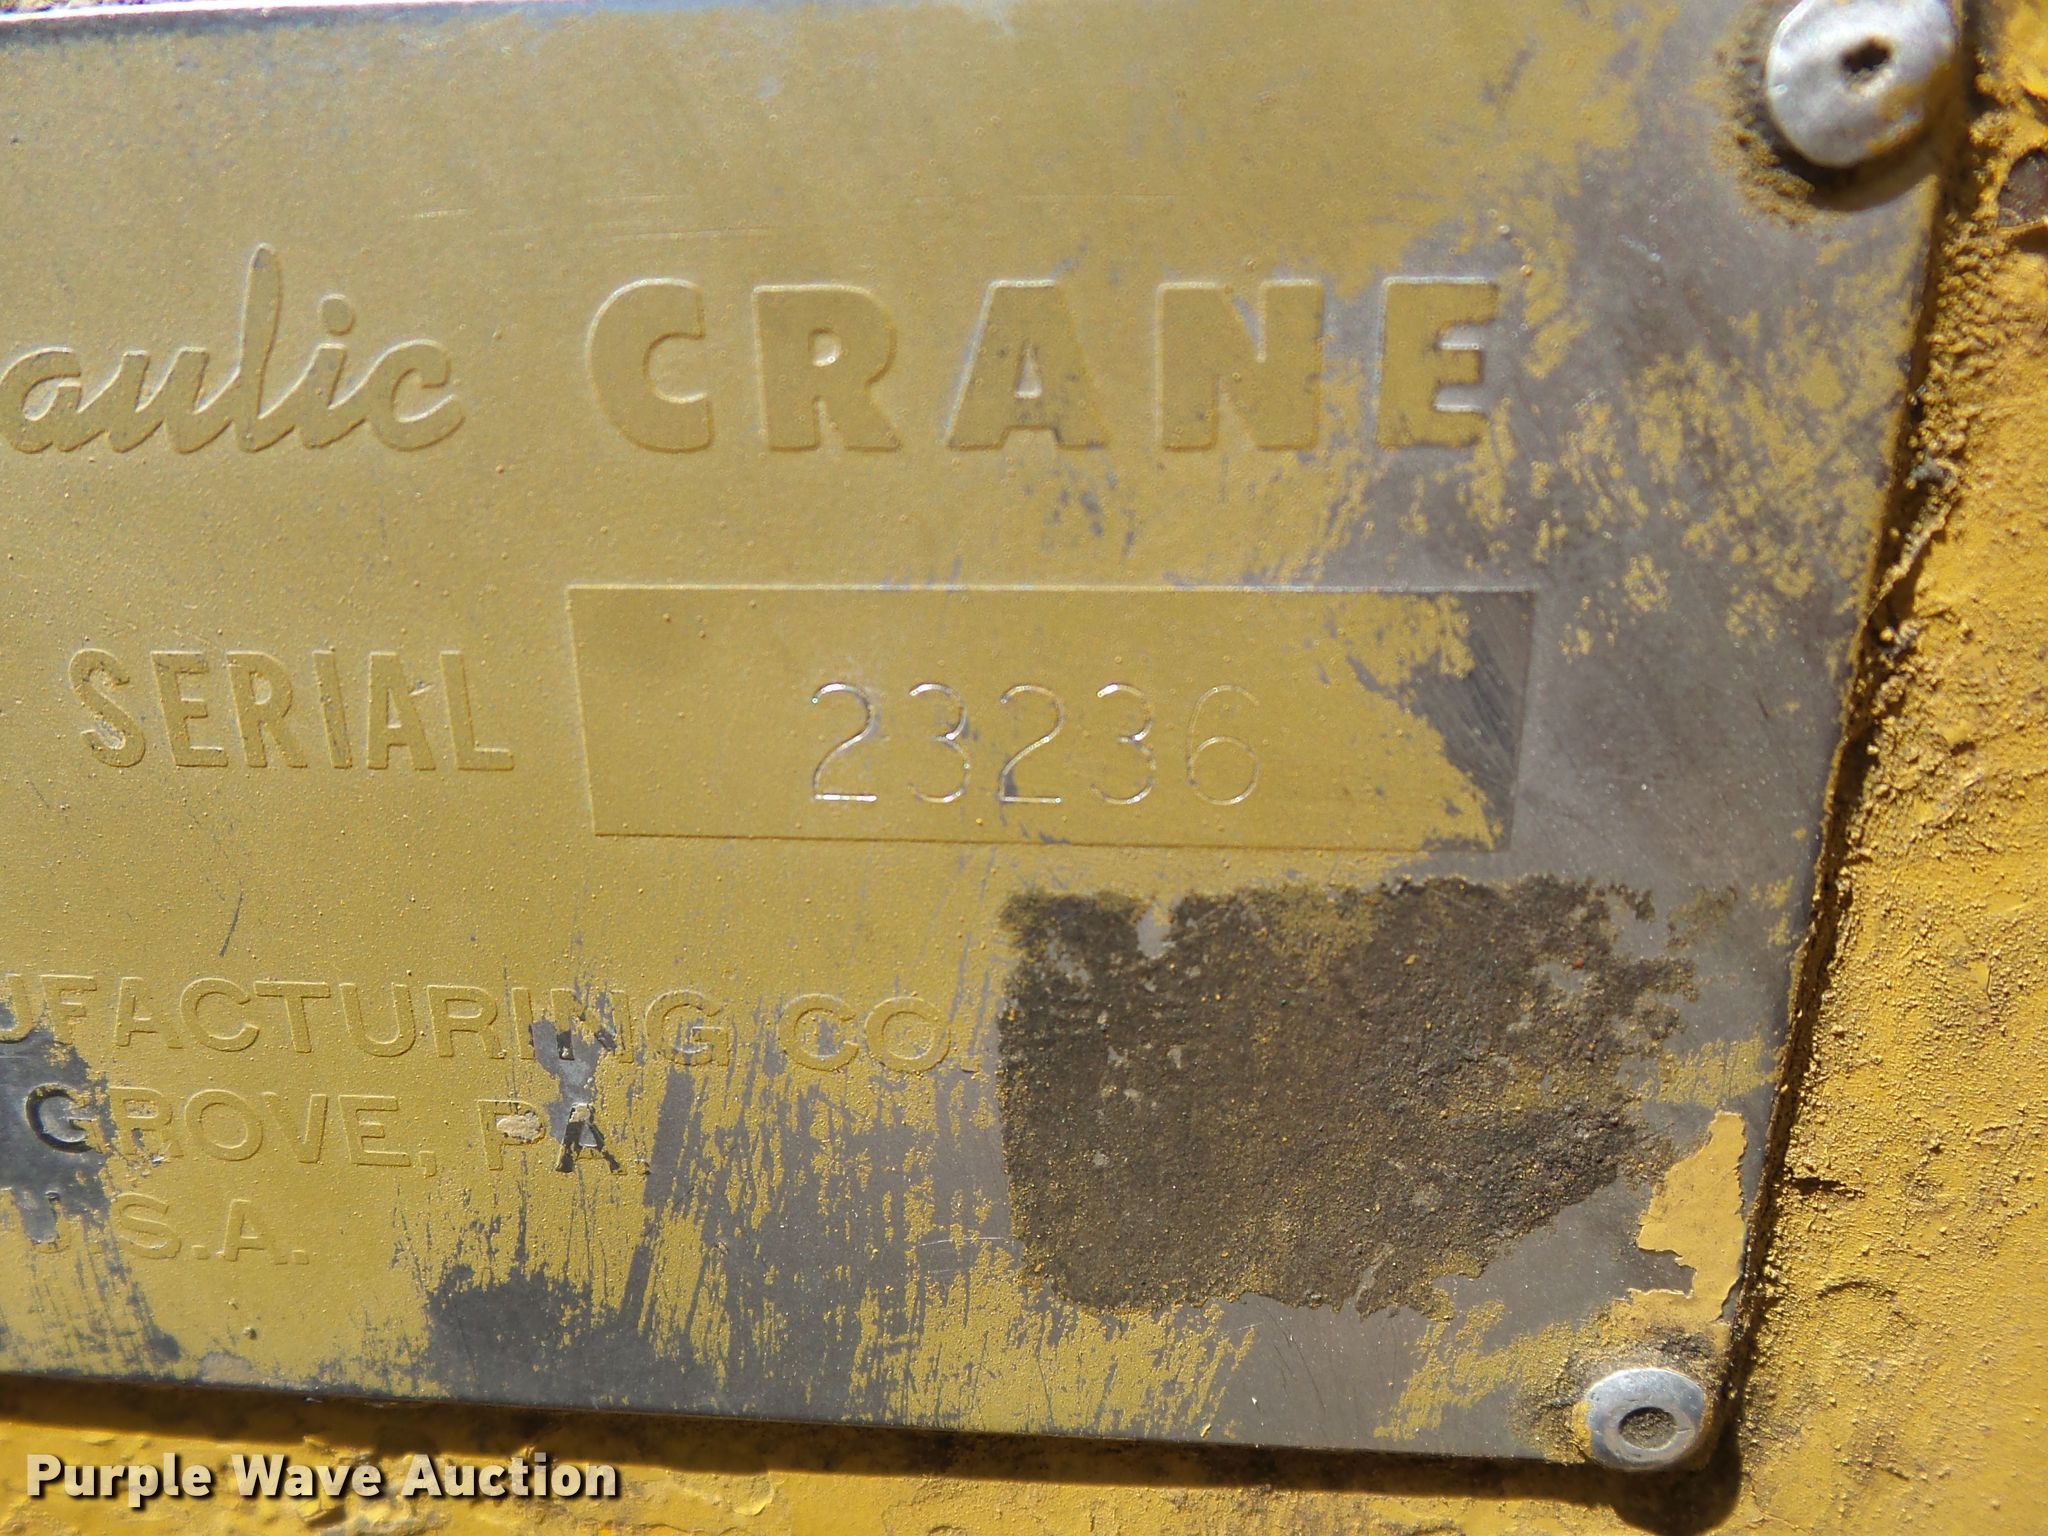 aulic CRANE
SERIAL 23236
UFACTURING CO.
GROVE, PA.
U.S.A.
Purple Wave Auction